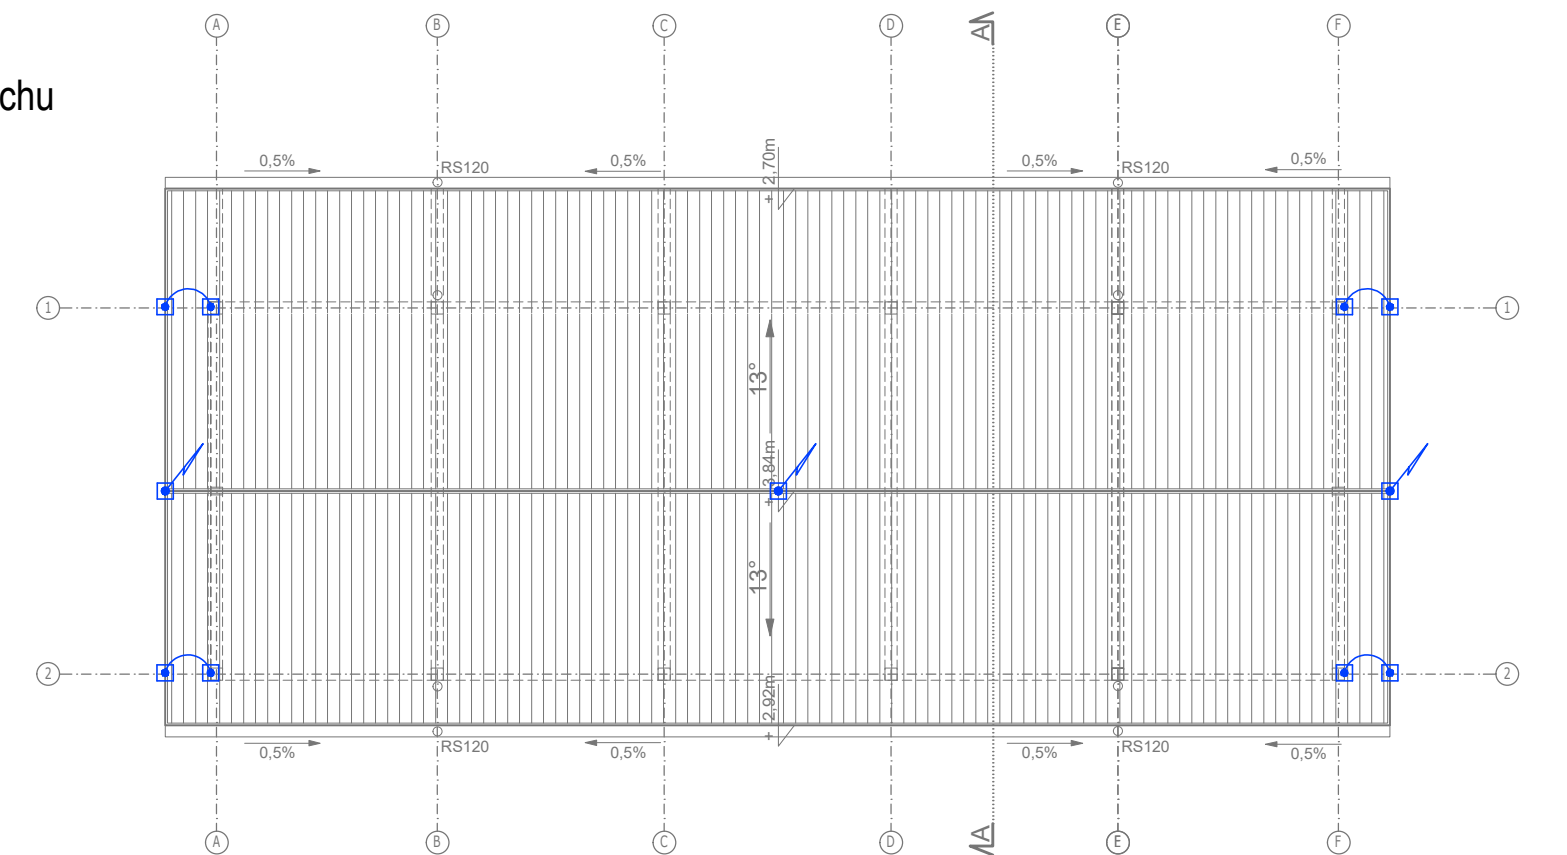 A B C D A E F
chu
+ 2,70m
0,5% 0,5% 0,5% 0,5%
RS120 RS120
1 1
13°
3,84m
13°
2 2
+ 2,92m
RS120 RS120
0,5% 0,5% 0,5% 0,5%
A B C D A E F